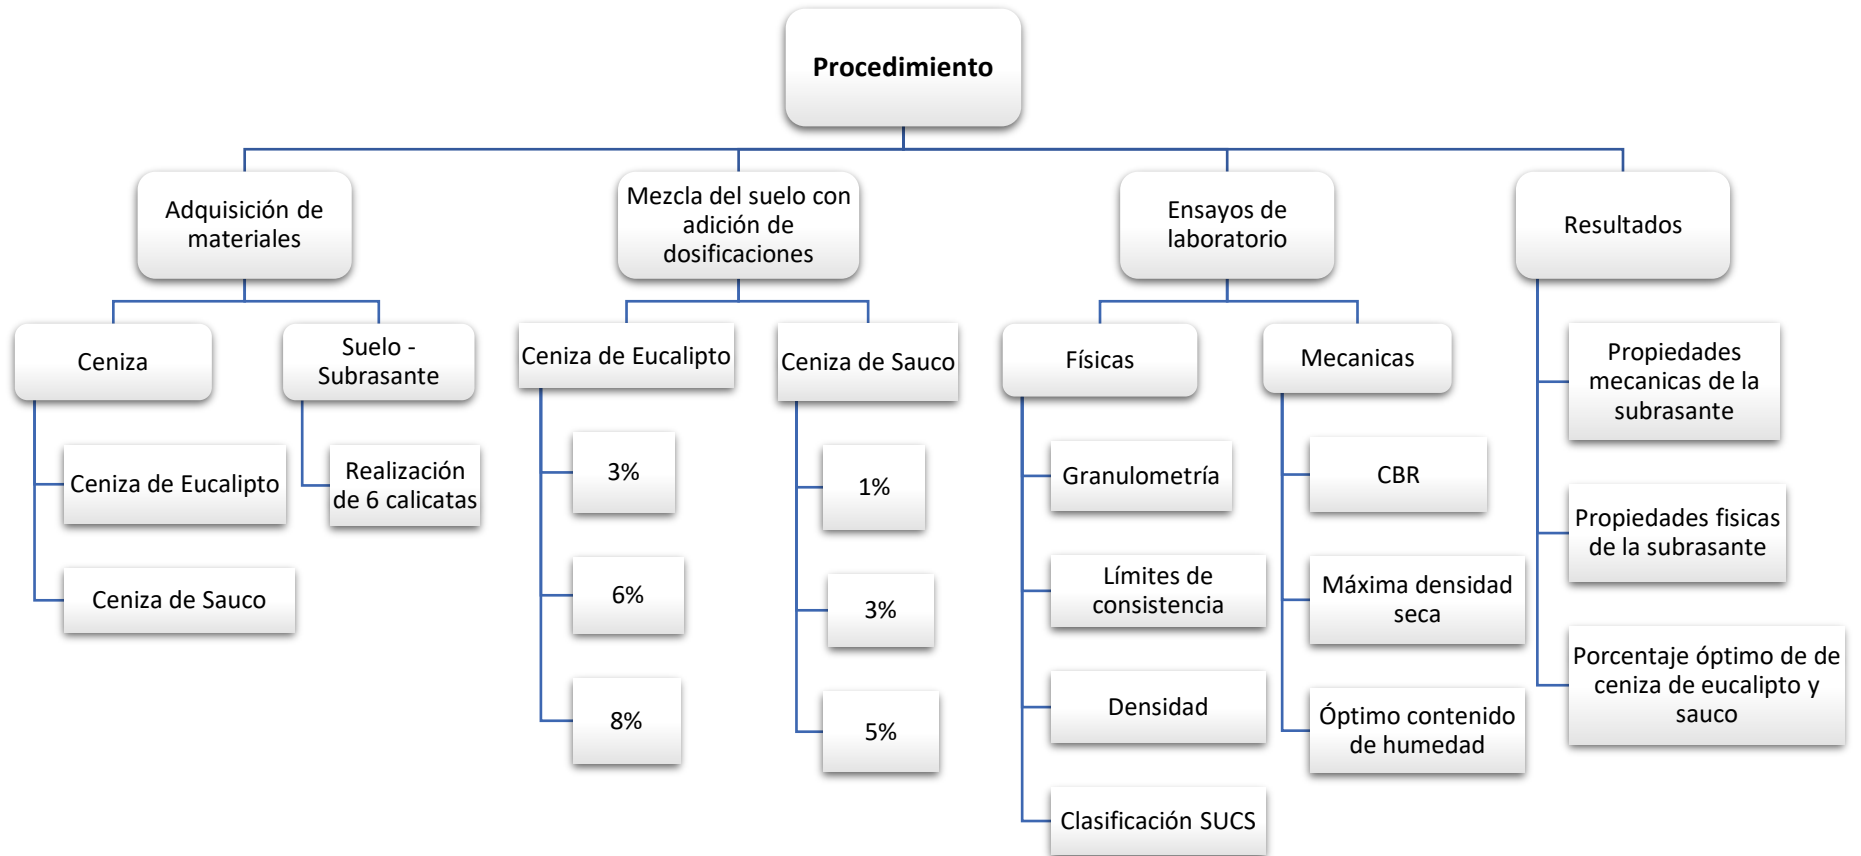 Procedimiento
Adquisición de
materiales
Ceniza
Ceniza de Eucalipto
Ceniza de Sauco
Suelo -
Subrasante
Realización
de 6 calicatas
Mezcla del suelo con
adición de
dosificaciones
Ceniza de Eucalipto
3%
6%
8%
Ceniza de Sauco
1%
3%
5%
Ensayos de
laboratorio
Físicas
Granulometría
Límites de
consistencia
Densidad
Clasificación SUCS
Mecanicas
CBR
Máxima densidad
seca
Óptimo contenido
de humedad
Resultados
Propiedades
mecanicas de la
subrasante
Propiedades fisicas
de la subrasante
Porcentaje óptimo de de
ceniza de eucalipto y
sauco